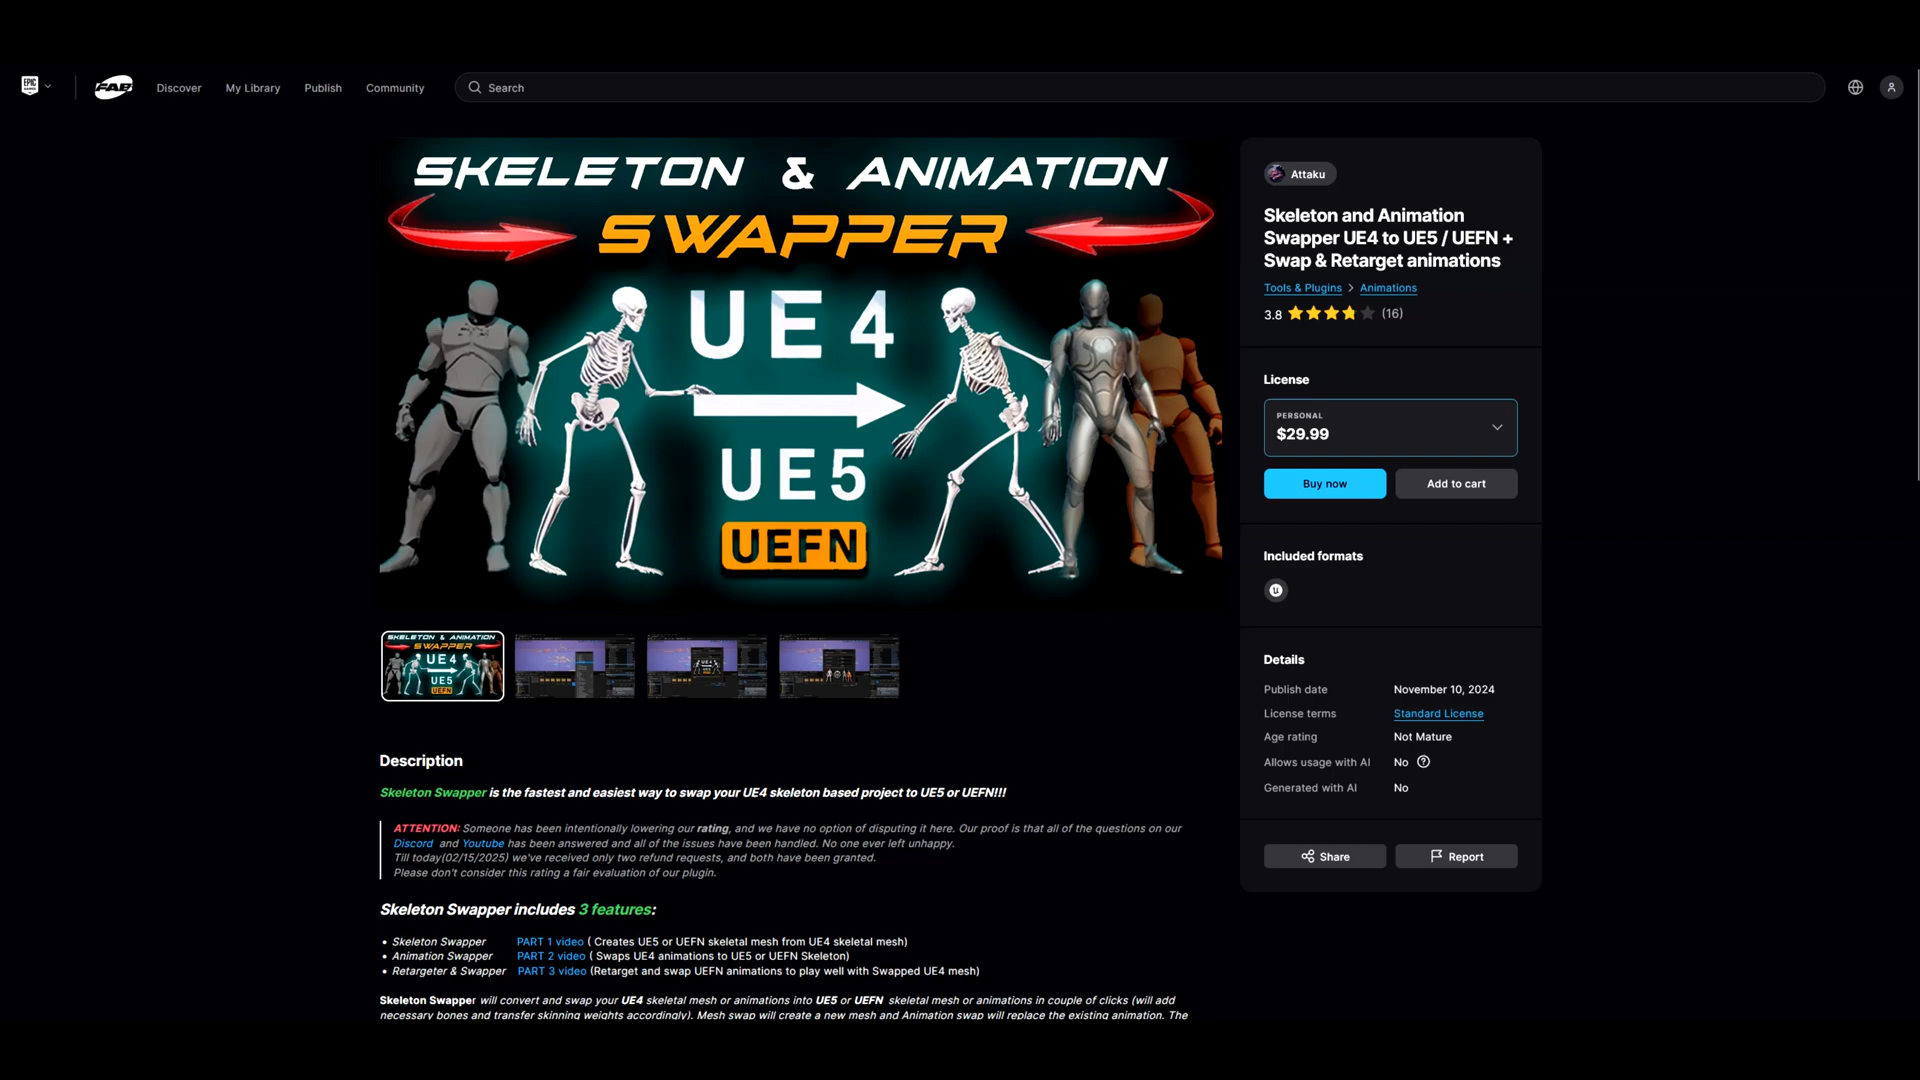 EPIC GAMES
FAB
Discover
My Library
Publish
Community
Search
SKELETON & ANIMATION
SWAPPER
UE4
UE5
UEFN
Attaku
Skeleton and Animation
Swapper UE4 to UE5 / UEFN +
Swap & Retarget animations
Tools & Plugins > Animations
3.8 (16)
License
PERSONAL
$29.99
Buy now
Add to cart
Included formats
Details
Publish date November 10, 2024
License terms Standard License
Age rating Not Mature
Allows usage with AI No ?
Generated with AI No
Share
Report
SKELETON & ANIMATION
SWAPPER
UE4
UE5
UEFN
Description
Skeleton Swapper is the fastest and easiest way to swap your UE4 skeleton based project to UE5 or UEFN!!!
ATTENTION: Someone has been intentionally lowering our rating, and we have no option of disputing it here. Our proof is that all of the questions on our
Discord and Youtube has been answered and all of the issues have been handled. No one ever left unhappy.
Till today(02/15/2025) we've received only two refund requests, and both have been granted.
Please don't consider this rating a fair evaluation of our plugin.
Skeleton Swapper includes 3 features:
• Skeleton Swapper PART 1 video ( Creates UE5 or UEFN skeletal mesh from UE4 skeletal mesh)
• Animation Swapper PART 2 video ( Swaps UE4 animations to UE5 or UEFN Skeleton)
• Retargeter & Swapper PART 3 video (Retarget and swap UEFN animations to play well with Swapped UE4 mesh)
Skeleton Swapper will convert and swap your UE4 skeletal mesh or animations into UE5 or UEFN skeletal mesh or animations in couple of clicks (will add
necessary bones and transfer skinning weights accordingly). Mesh swap will create a new mesh and Animation swap will replace the existing animation. The